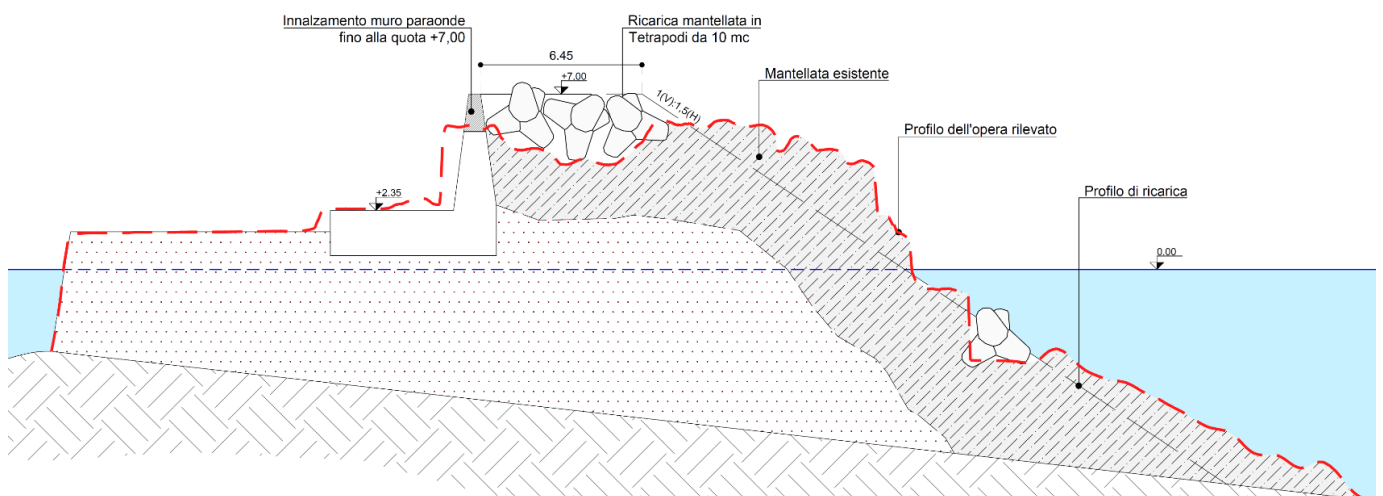 Innalzamento muro paraonde
fino alla quota +7,00
Ricarica mantellata in
Tetrapodi da 10 mc
6.45
+7.00
1(V):1.5(H)
Mantellata esistente
Profilo dell'opera rilevato
Profilo di ricarica
+2.35
0.00